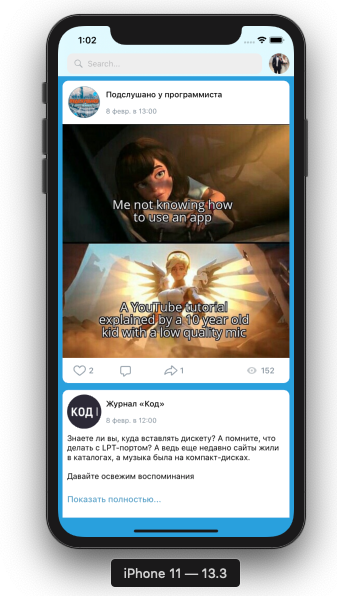 1:02
Search...
Подслушано у программиста
8 февр. в 13:00
Me not knowing how
to use an app
A YouTube tutorial
explained by a 10 year old
kid with a low quality mic
2
1
152
КОД
Журнал «Код»
8 февр. в 12:00
Знаете ли вы, куда вставлять дискету? А помните, что
делать с LPT-портом? А ведь еще недавно сайты жили
в каталогах, а музыка была на компакт-дисках.
Давайте освежим воспоминания
Показать полностью...
iPhone 11 — 13.3